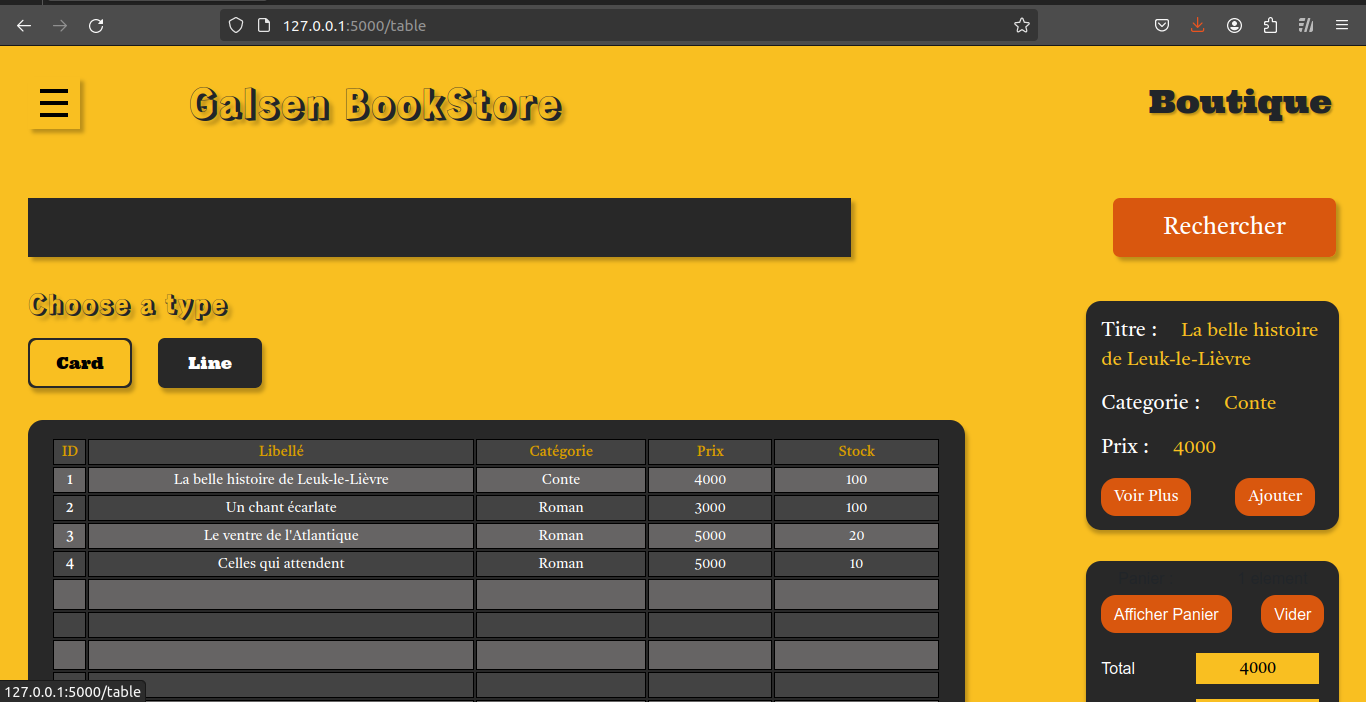 127.0.0.1:5000/table
Galsen BookStore
Boutique
Rechercher
Choose a type
Card
Line
ID Libellé Catégorie Prix Stock
1 La belle histoire de Leuk-le-Lièvre Conte 4000 100
2 Un chant écarlate Roman 3000 100
3 Le ventre de l'Atlantique Roman 5000 20
4 Celles qui attendent Roman 5000 10
Titre : La belle histoire
de Leuk-le-Lièvre
Categorie : Conte
Prix : 4000
Voir Plus Ajouter
Afficher Panier Vider
Total 4000
127.0.0.1:5000/table